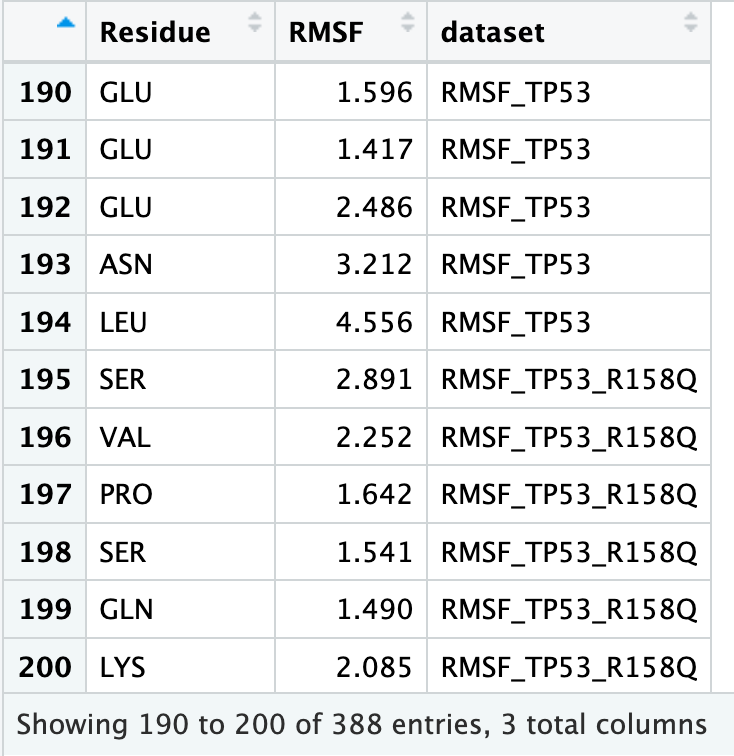 Residue RMSF dataset
190 GLU 1.596 RMSF_TP53
191 GLU 1.417 RMSF_TP53
192 GLU 2.486 RMSF_TP53
193 ASN 3.212 RMSF_TP53
194 LEU 4.556 RMSF_TP53
195 SER 2.891 RMSF_TP53_R158Q
196 VAL 2.252 RMSF_TP53_R158Q
197 PRO 1.642 RMSF_TP53_R158Q
198 SER 1.541 RMSF_TP53_R158Q
199 GLN 1.490 RMSF_TP53_R158Q
200 LYS 2.085 RMSF_TP53_R158Q
Showing 190 to 200 of 388 entries, 3 total columns